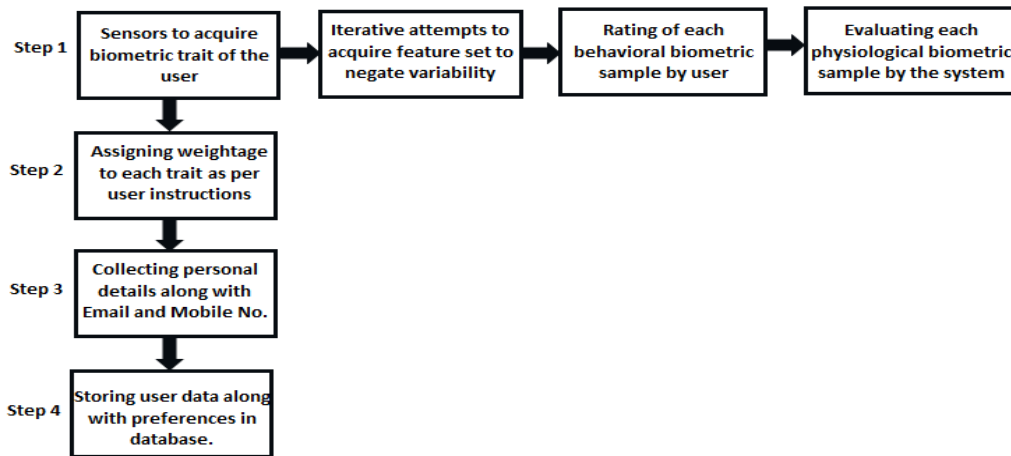 Step 1
Sensors to acquire
biometric trait of the
user
Iterative attempts to
acquire feature set to
negate variability
Rating of each
behavioral biometric
sample by user
Evaluating each
physiological biometric
sample by the system
Step 2
Assigning weightage
to each trait as per
user instructions
Step 3
Collecting personal
details along with
Email and Mobile No.
Step 4
Storing user data along
with preferences in
database.